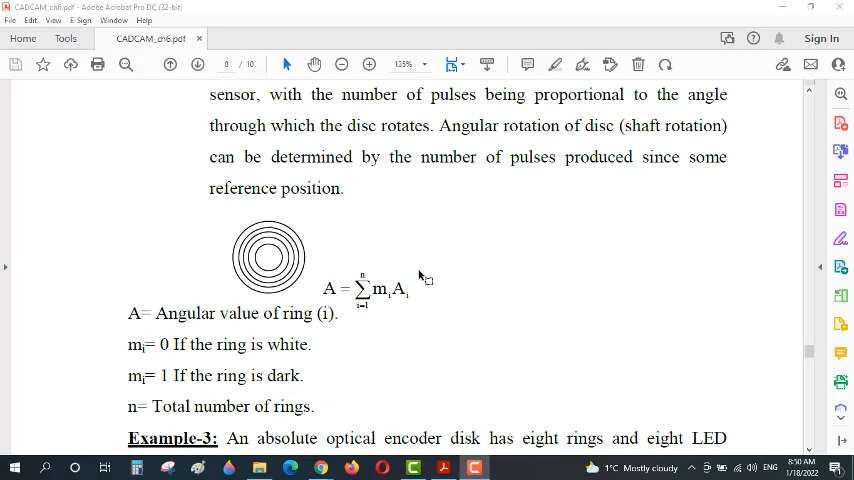 CADCAM_ch6.pdf - Adobe Acrobat Pro DC (32-bit)
File Edit View E-Sign Window Help
Home Tools CADCAM_ch6.pdf × Sign In
8 / 10 135%
sensor, with the number of pulses being proportional to the angle
through which the disc rotates. Angular rotation of disc (shaft rotation)
can be determined by the number of pulses produced since some
reference position.
A = ∑ⁿᵢ₌₁ mᵢAᵢ
A= Angular value of ring (i).
mᵢ= 0 If the ring is white.
mᵢ= 1 If the ring is dark.
n= Total number of rings.
Example-3: An absolute optical encoder disk has eight rings and eight LED
1°C Mostly cloudy ENG 8:50 AM
1/18/2022